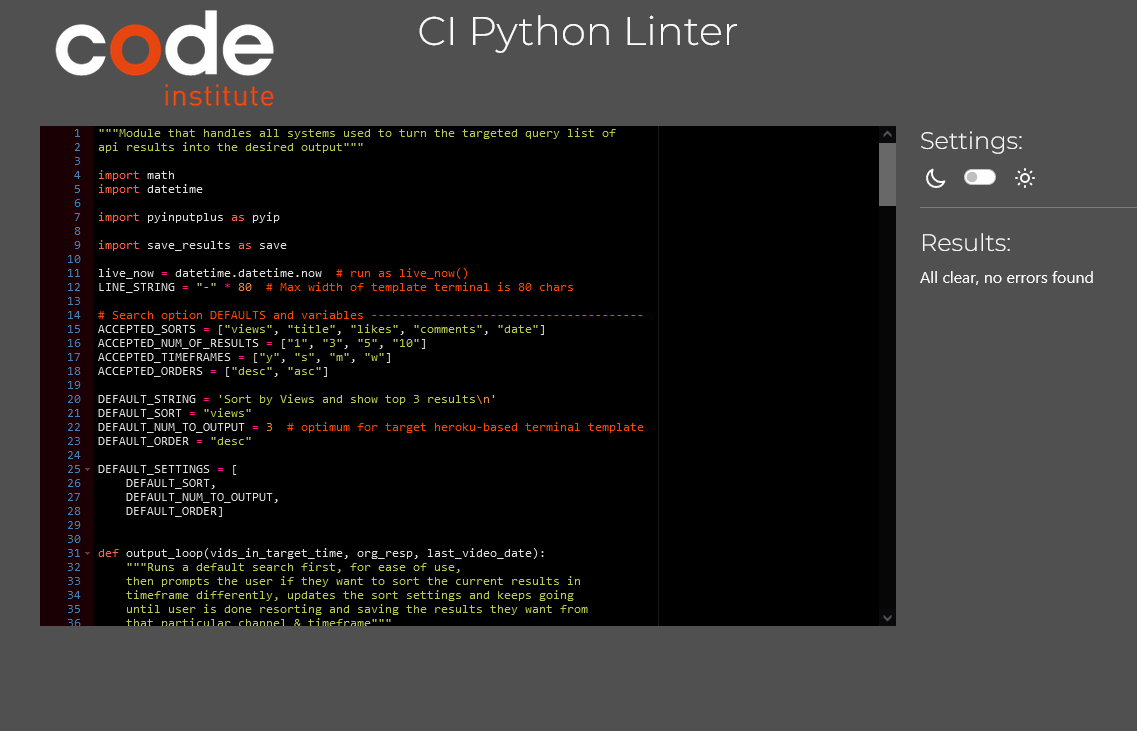 code
institute
CI Python Linter
1 """Module that handles all systems used to turn the targeted query list of
2 api results into the desired output"""
3
4 import math
5 import datetime
6
7 import pyinputplus as pyip
8
9 import save_results as save
10
11 live_now = datetime.datetime.now  # run as live_now()
12 LINE_STRING = "-" * 80  # Max width of template terminal is 80 chars
13
14 # Search option DEFAULTS and variables ---------------------------------------
15 ACCEPTED_SORTS = ["views", "title", "likes", "comments", "date"]
16 ACCEPTED_NUM_OF_RESULTS = ["1", "3", "5", "10"]
17 ACCEPTED_TIMEFRAMES = ["y", "s", "m", "w"]
18 ACCEPTED_ORDERS = ["desc", "asc"]
19
20 DEFAULT_STRING = 'Sort by Views and show top 3 results\n'
21 DEFAULT_SORT = "views"
22 DEFAULT_NUM_TO_OUTPUT = 3  # optimum for target heroku-based terminal template
23 DEFAULT_ORDER = "desc"
24
25 DEFAULT_SETTINGS = [
26     DEFAULT_SORT,
27     DEFAULT_NUM_TO_OUTPUT,
28     DEFAULT_ORDER]
29
30
31 def output_loop(vids_in_target_time, org_resp, last_video_date):
32     """Runs a default search first, for ease of use,
33     then prompts the user if they want to sort the current results in
34     timeframe differently, updates the sort settings and keeps going
35     until user is done resorting and saving the results they want from
36     that particular channel & timeframe"""
Settings:
Results:
All clear, no errors found